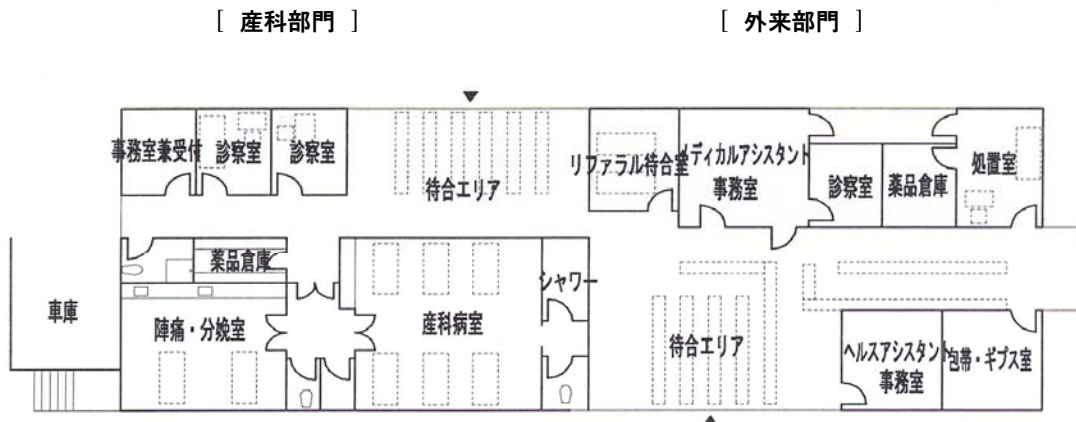 [ 産科部門 ]
[ 外来部門 ]
事務室兼受付
診察室
診察室
待合エリア
リファラル待合室
メディカルアシスタント
事務室
診察室
薬品倉庫
処置室
車庫
薬品倉庫
陣痛・分娩室
産科病室
シャワー
待合エリア
ヘルスアシスタント
事務室
包帯・ギプス室